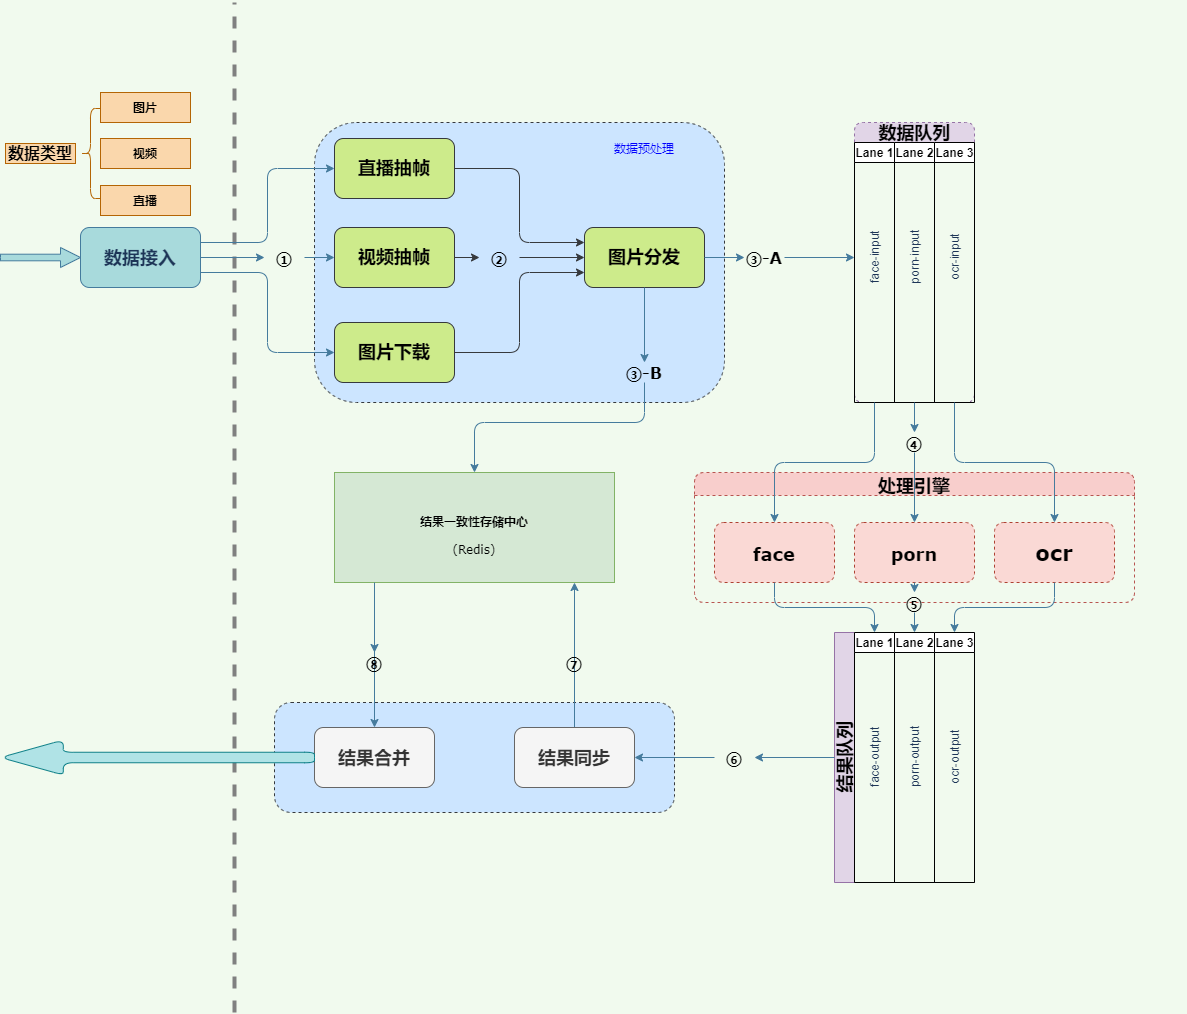 图片
数据类型
视频
直播
数据接入
①
数据预处理
直播抽帧
视频抽帧
图片下载
②
图片分发
③-A
③-B
数据队列
Lane 1
Lane 2
Lane 3
face-input
porn-input
ocr-input
④
处理引擎
face
porn
ocr
⑤
结果一致性存储中心
(Redis)
⑧
⑦
结果合并
结果同步
⑥
结果队列
Lane 1
Lane 2
Lane 3
face-output
porn-output
ocr-output